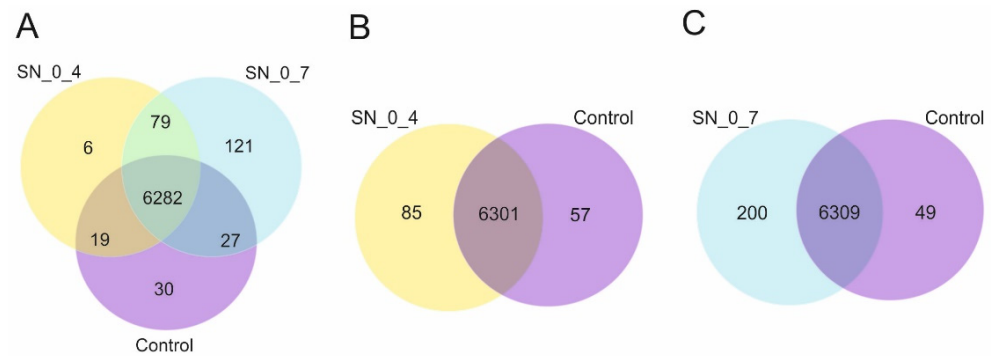 A
SN_0_4
SN_0_7
79
6
121
6282
19
27
30
Control
B
SN_0_4
Control
85
6301
57
C
SN_0_7
Control
200
6309
49